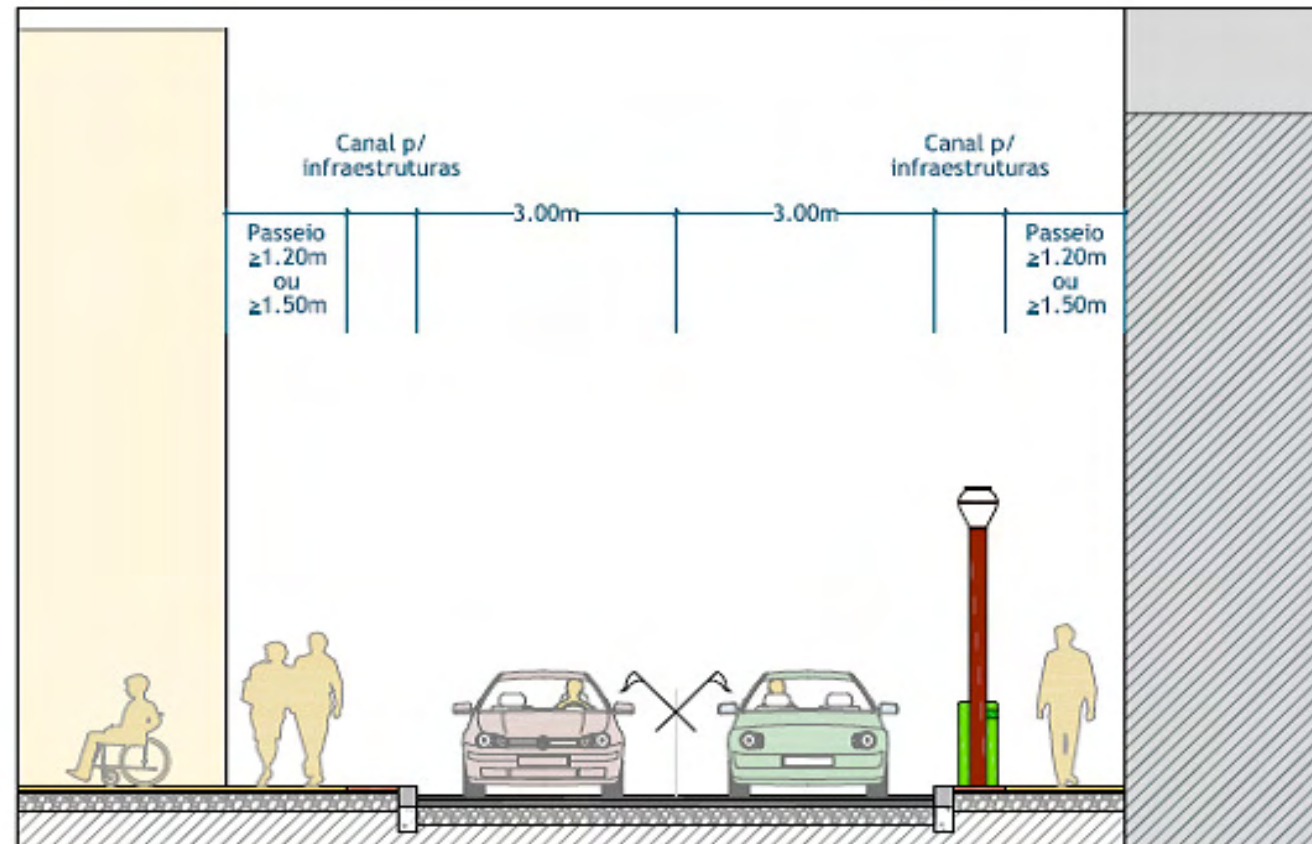 Canal p/
infraestruturas
Canal p/
infraestruturas
3.00m
3.00m
Passeio
≥1.20m
ou
≥1.50m
Passeio
≥1.20m
ou
≥1.50m